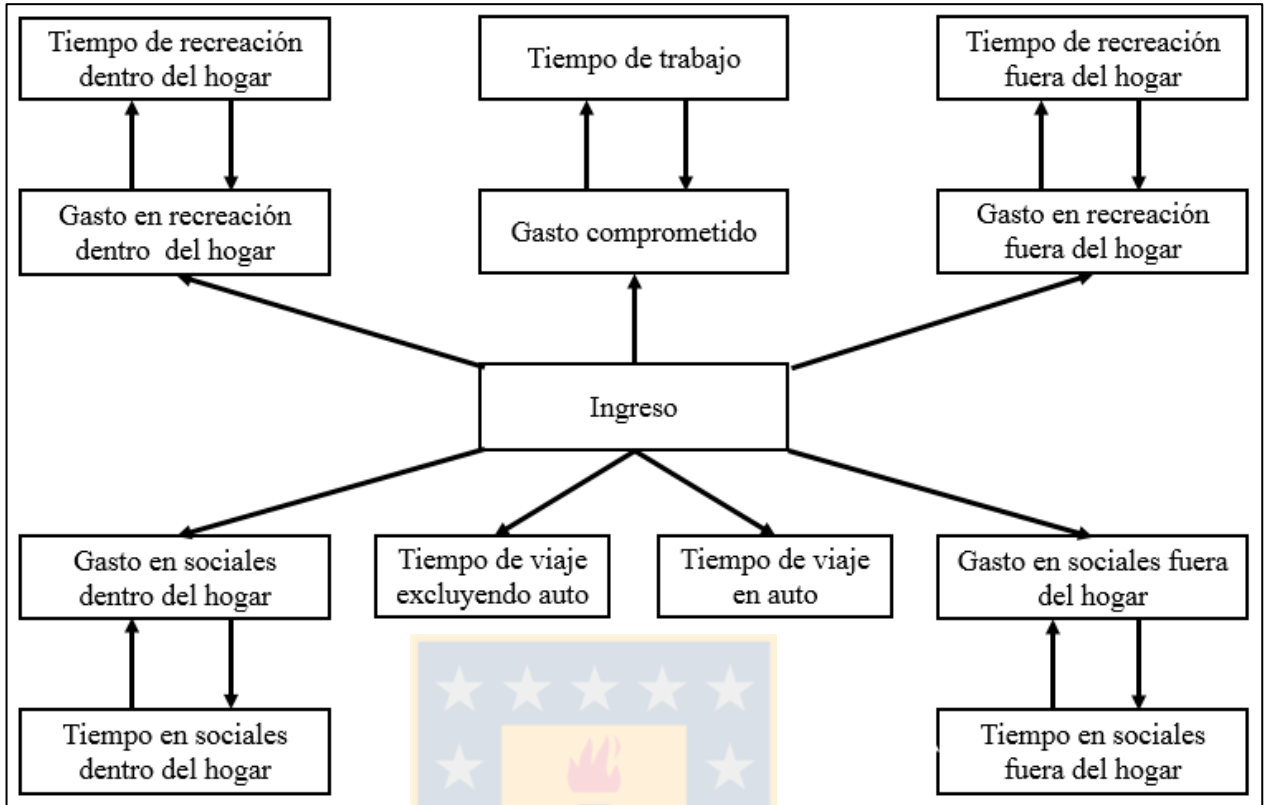 Tiempo de recreación
dentro del hogar
Tiempo de trabajo
Tiempo de recreación
fuera del hogar
Gasto en recreación
dentro del hogar
Gasto comprometido
Gasto en recreación
fuera del hogar
Ingreso
Gasto en sociales
dentro del hogar
Tiempo de viaje
excluyendo auto
Tiempo de viaje
en auto
Gasto en sociales fuera
del hogar
Tiempo en sociales
dentro del hogar
Tiempo en sociales
fuera del hogar